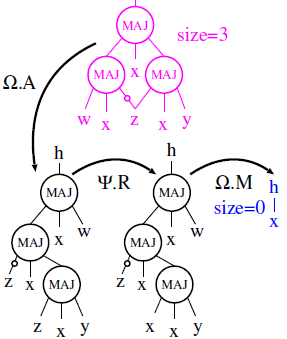 MAJ
size=3
MAJ x MAJ
Ω.A
w x z x y
h Ψ.R h Ω.M
MAJ MAJ h
size=0
x w x w x
MAJ MAJ
z x MAJ z x MAJ
z x y x x y